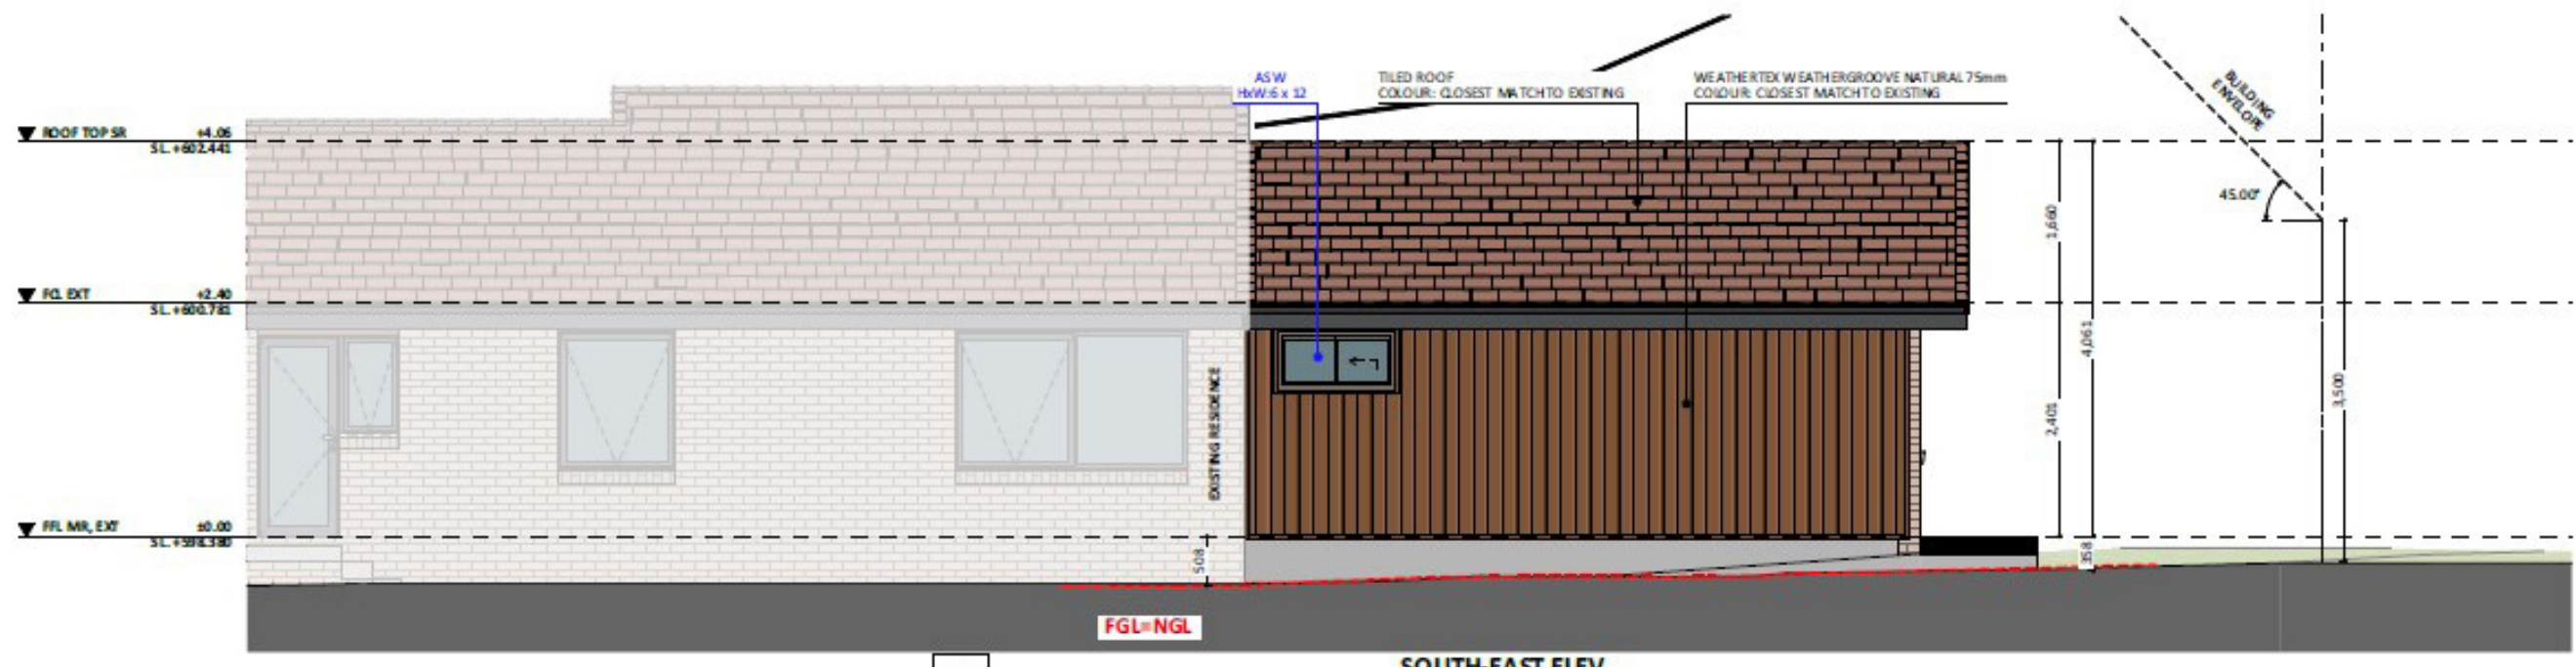 ASW
HxW:6 x 12
TILED ROOF
COLOUR: CLOSEST MATCH TO EXISTING
WEATHERTEX WEATHERGROOVE NATURAL 75mm
COLOUR: CLOSEST MATCH TO EXISTING
BUILDING
ENVELOPE
ROOF TOP SR +4.06
SL. +602.441
45.00°
1,660
FCL EXT +2.40
SL. +600.781
4,061
3,500
2,401
EXISTING RESIDENCE
FFL MR, EXT ±0.00
SL. +598.380
508
358
FGL=NGL
SOUTH-EAST ELEV